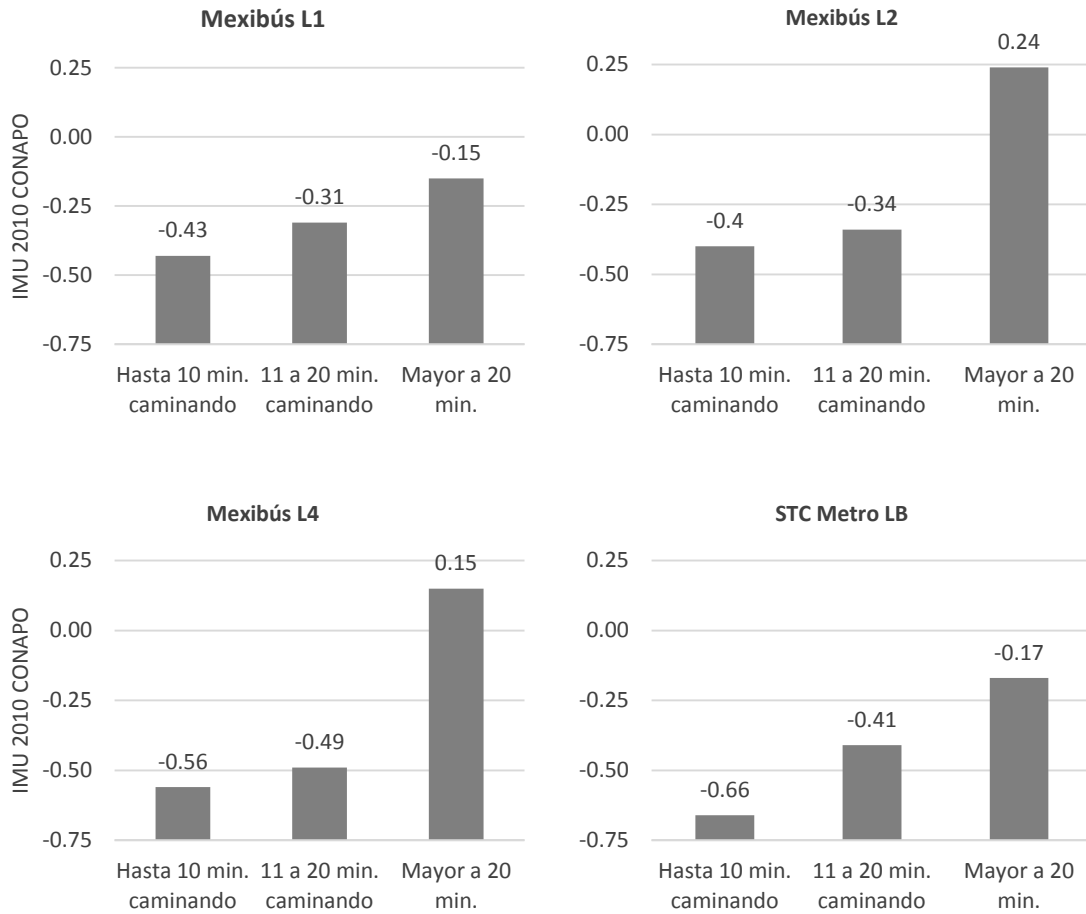 Mexibús L1
IMU 2010 CONAPO
0.25
0.00
-0.25
-0.50
-0.75
-0.43
-0.31
-0.15
Hasta 10 min. caminando
11 a 20 min. caminando
Mayor a 20 min.
Mexibús L2
0.25
0.00
-0.25
-0.50
-0.75
-0.4
-0.34
0.24
Hasta 10 min. caminando
11 a 20 min. caminando
Mayor a 20 min.
Mexibús L4
IMU 2010 CONAPO
0.25
0.00
-0.25
-0.50
-0.75
-0.56
-0.49
0.15
Hasta 10 min. caminando
11 a 20 min. caminando
Mayor a 20 min.
STC Metro LB
0.25
0.00
-0.25
-0.50
-0.75
-0.66
-0.41
-0.17
Hasta 10 min. caminando
11 a 20 min. caminando
Mayor a 20 min.